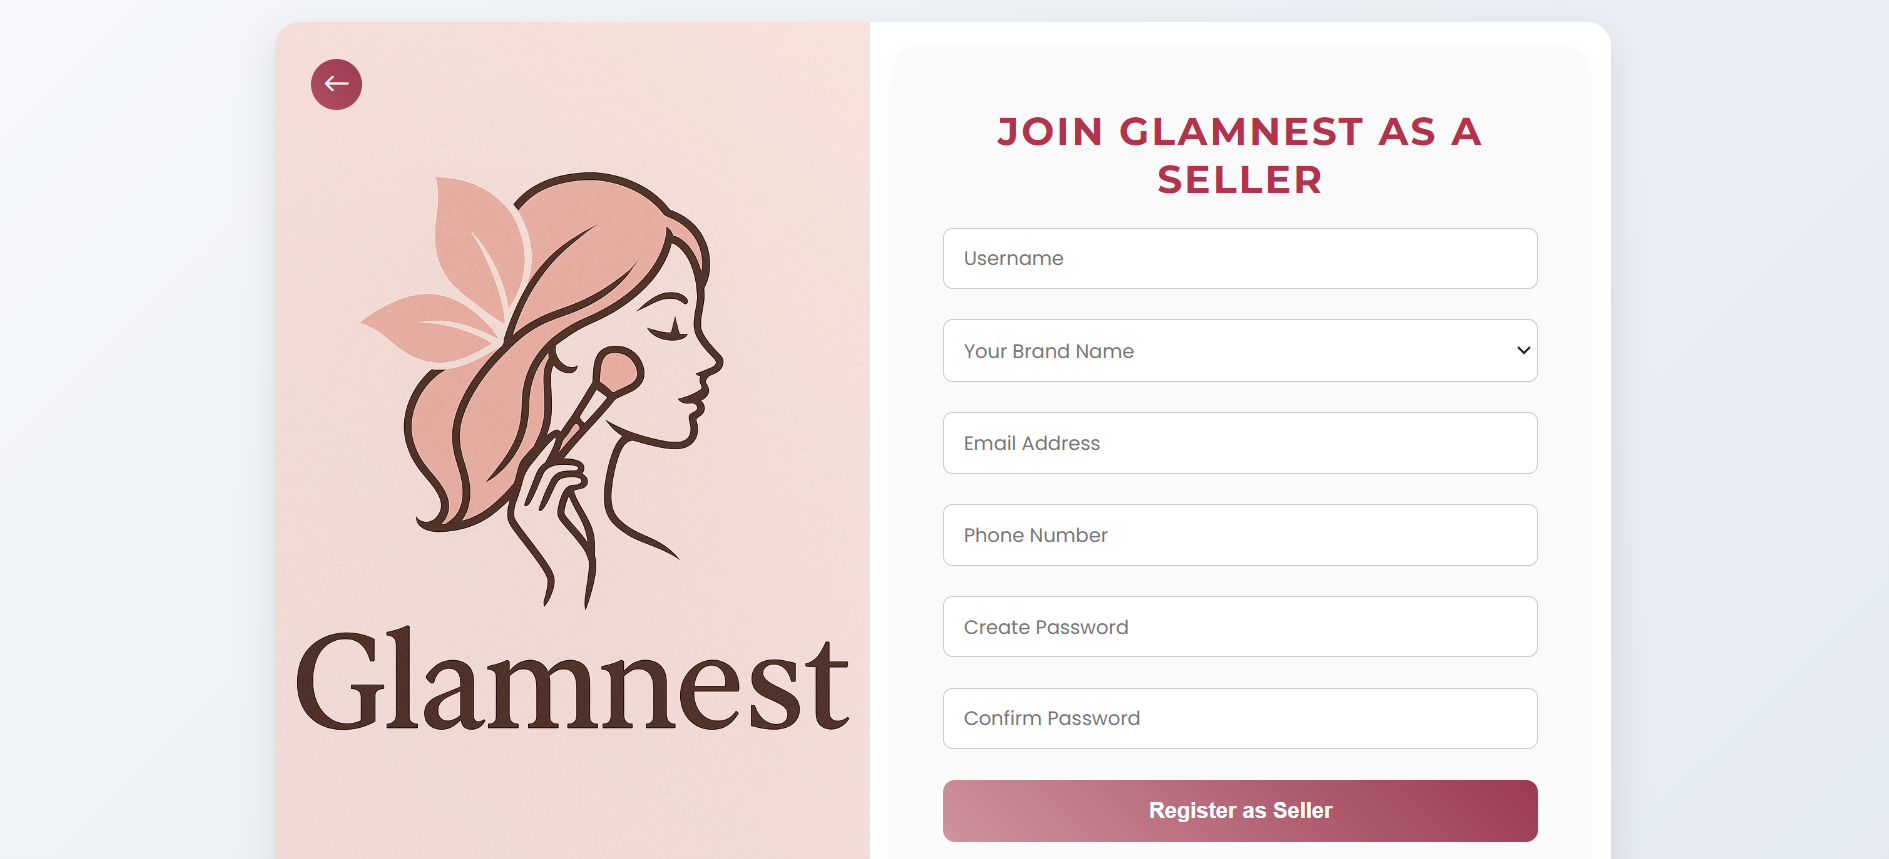 Glamnest
JOIN GLAMNEST AS A
SELLER
Username
Your Brand Name
Email Address
Phone Number
Create Password
Confirm Password
Register as Seller